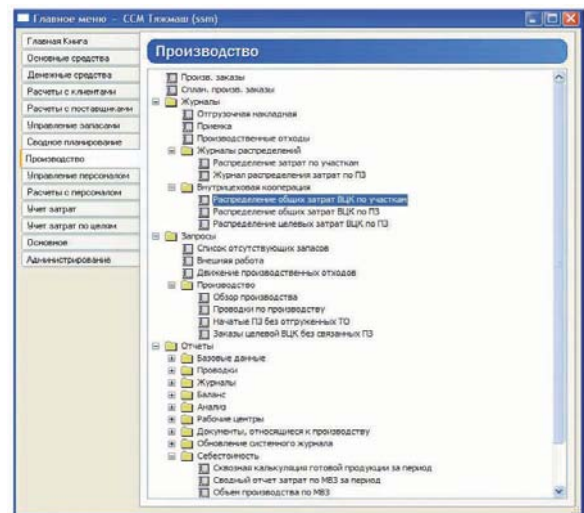 Главное меню - ССМ Тяжмаш (ssm)
Главная Книга
Основные средства
Денежные средства
Расчеты с клиентами
Расчеты с поставщиками
Управление запасами
Сводное планирование
Производство
Управление персоналом
Расчеты с персоналом
Учет затрат
Учет затрат по целям
Основное
Администрирование
Производство
Произв. заказы
Сплан. произв. заказы
Журналы
Отгрузочная накладная
Приемка
Производственные отходы
Журналы распределений
Распределение затрат по участкам
Журнал распределения затрат по ПЗ
Внутрицеховая кооперация
Распределение общих затрат ВЦК по участкам
Распределение общих затрат ВЦК по ПЗ
Распределение целевых затрат ВЦК по ПЗ
Запросы
Список отсутствующих запасов
Внешняя работа
Движение производственных отходов
Производство
Обзор производства
Проводки по производству
Начатые ПЗ без отгруженных ТО
Заказы целевой ВЦК без связанных ПЗ
Отчеты
Базовые данные
Проводки
Журналы
Баланс
Анализ
Рабочие центры
Документы, относящиеся к производству
Обновление системного журнала
Себестоимость
Сквозная калькуляция готовой продукции за период
Сводный отчет затрат по МВЗ за период
Объем производства по МВЗ